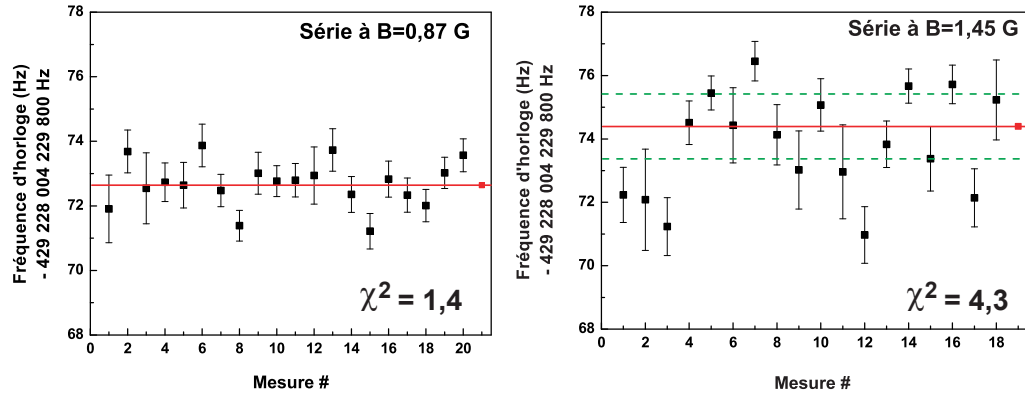 Série à B=0,87 G
Fréquence d'horloge (Hz)
- 429 228 004 229 800 Hz
78
76
74
72
70
68
χ² = 1,4
0 2 4 6 8 10 12 14 16 18 20
Mesure #
Série à B=1,45 G
Fréquence d'horloge (Hz)
- 429 228 004 229 800 Hz
78
76
74
72
70
68
χ² = 4,3
0 2 4 6 8 10 12 14 16 18
Mesure #